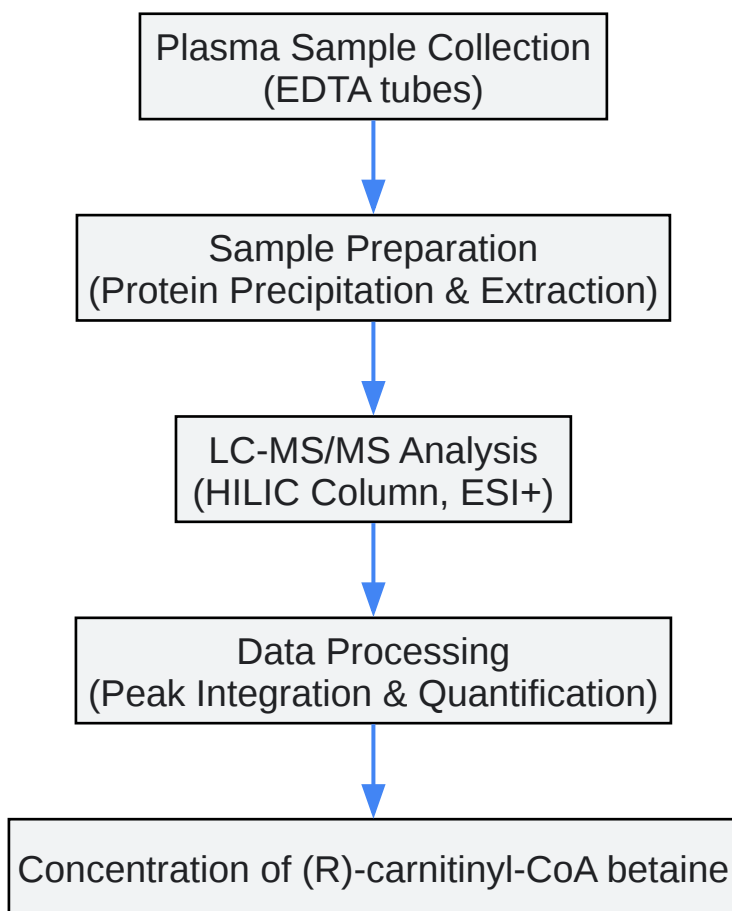 Plasma Sample Collection
(EDTA tubes)
Sample Preparation
(Protein Precipitation & Extraction)
LC-MS/MS Analysis
(HILIC Column, ESI+)
Data Processing
(Peak Integration & Quantification)
Concentration of (R)-carnitinyl-CoA betaine